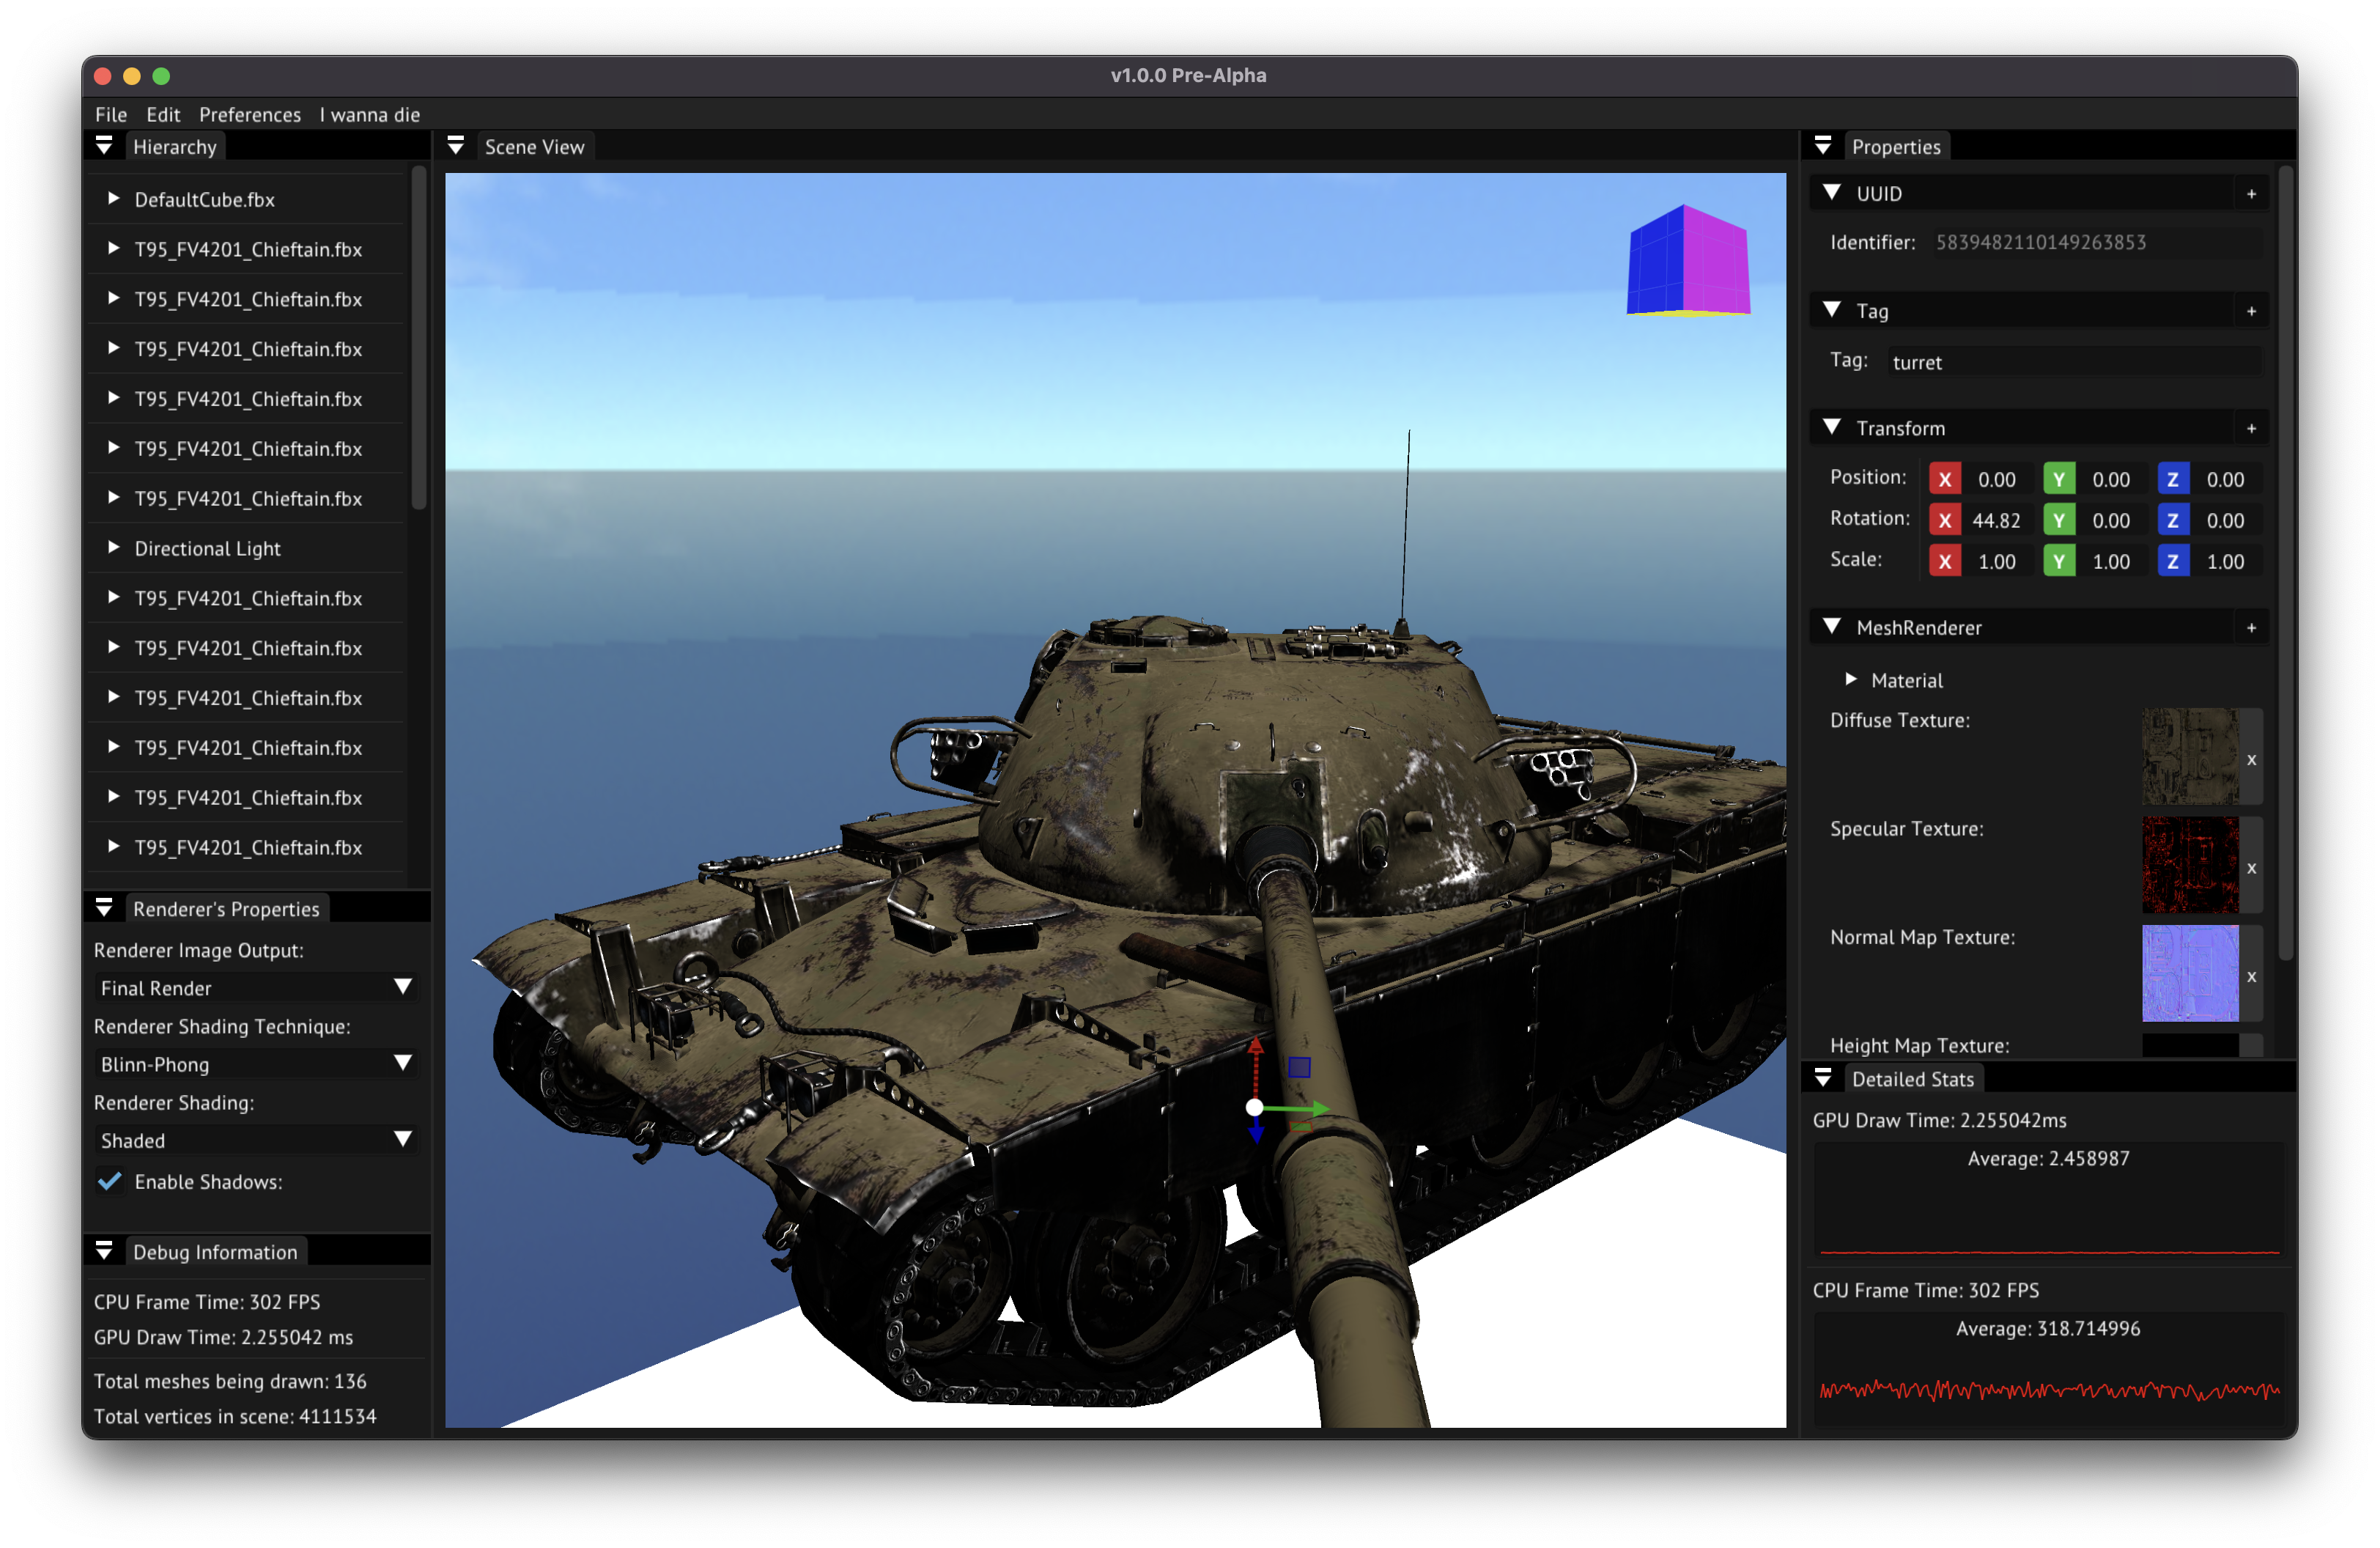 v1.0.0 Pre-Alpha
File Edit Preferences I wanna die
Hierarchy
DefaultCube.fbx
T95_FV4201_Chieftain.fbx
T95_FV4201_Chieftain.fbx
T95_FV4201_Chieftain.fbx
T95_FV4201_Chieftain.fbx
T95_FV4201_Chieftain.fbx
T95_FV4201_Chieftain.fbx
Directional Light
T95_FV4201_Chieftain.fbx
T95_FV4201_Chieftain.fbx
T95_FV4201_Chieftain.fbx
T95_FV4201_Chieftain.fbx
T95_FV4201_Chieftain.fbx
T95_FV4201_Chieftain.fbx
Renderer's Properties
Renderer Image Output:
Final Render
Renderer Shading Technique:
Blinn-Phong
Renderer Shading:
Shaded
Enable Shadows:
Debug Information
CPU Frame Time: 302 FPS
GPU Draw Time: 2.255042 ms
Total meshes being drawn: 136
Total vertices in scene: 4111534
Scene View
Properties
UUID +
Identifier: 5839482110149263853
Tag +
Tag: turret
Transform +
Position: X 0.00 Y 0.00 Z 0.00
Rotation: X 44.82 Y 0.00 Z 0.00
Scale: X 1.00 Y 1.00 Z 1.00
MeshRenderer +
Material
Diffuse Texture: x
Specular Texture: x
Normal Map Texture: x
Height Map Texture:
Detailed Stats
GPU Draw Time: 2.255042ms
Average: 2.458987
CPU Frame Time: 302 FPS
Average: 318.714996